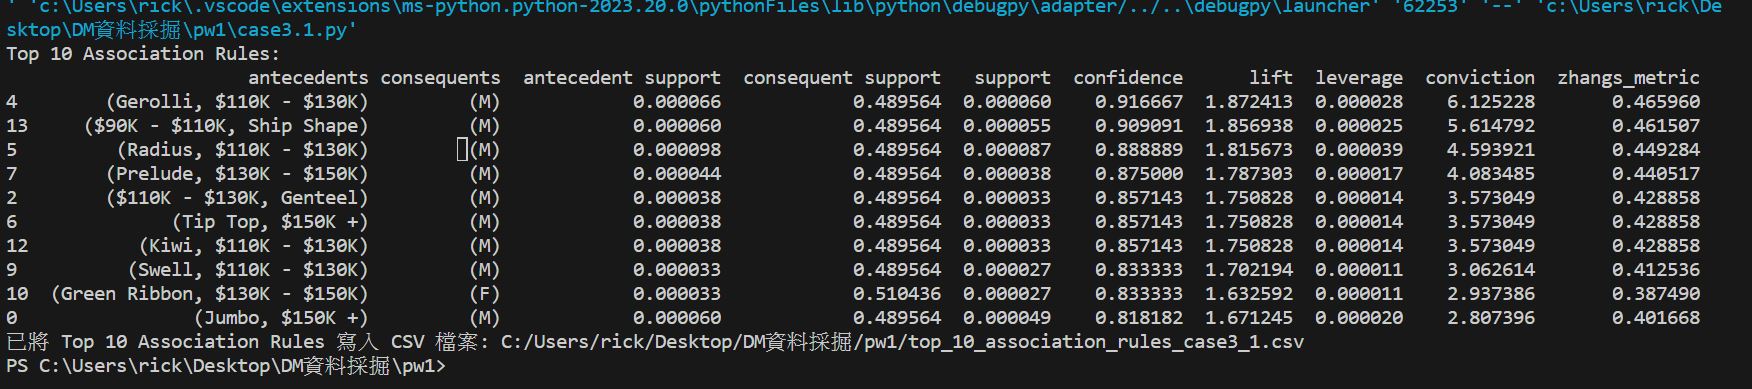 ' 'c:\Users\rick\.vscode\extensions\ms-python.python-2023.20.0\pythonFiles\lib\python\debugpy\adapter/../..\debugpy\launcher' '62253' '--' 'c:\Users\rick\De
sktop\DM資料採掘\pw1\case3.1.py'
Top 10 Association Rules:
antecedents consequents antecedent support consequent support support confidence lift leverage conviction zhangs_metric
4 (Gerolli, $110K - $130K) (M) 0.000066 0.489564 0.000060 0.916667 1.872413 0.000028 6.125228 0.465960
13 ($90K - $110K, Ship Shape) (M) 0.000060 0.489564 0.000055 0.909091 1.856938 0.000025 5.614792 0.461507
5 (Radius, $110K - $130K) (M) 0.000098 0.489564 0.000087 0.888889 1.815673 0.000039 4.593921 0.449284
7 (Prelude, $130K - $150K) (M) 0.000044 0.489564 0.000038 0.875000 1.787303 0.000017 4.083485 0.440517
2 ($110K - $130K, Genteel) (M) 0.000038 0.489564 0.000033 0.857143 1.750828 0.000014 3.573049 0.428858
6 (Tip Top, $150K +) (M) 0.000038 0.489564 0.000033 0.857143 1.750828 0.000014 3.573049 0.428858
12 (Kiwi, $110K - $130K) (M) 0.000038 0.489564 0.000033 0.857143 1.750828 0.000014 3.573049 0.428858
9 (Swell, $110K - $130K) (M) 0.000033 0.489564 0.000027 0.833333 1.702194 0.000011 3.062614 0.412536
10 (Green Ribbon, $130K - $150K) (F) 0.000033 0.510436 0.000027 0.833333 1.632592 0.000011 2.937386 0.387490
0 (Jumbo, $150K +) (M) 0.000060 0.489564 0.000049 0.818182 1.671245 0.000020 2.807396 0.401668
已將 Top 10 Association Rules 寫入 CSV 檔案: C:/Users/rick/Desktop/DM資料採掘/pw1/top_10_association_rules_case3_1.csv
PS C:\Users\rick\Desktop\DM資料採掘\pw1>